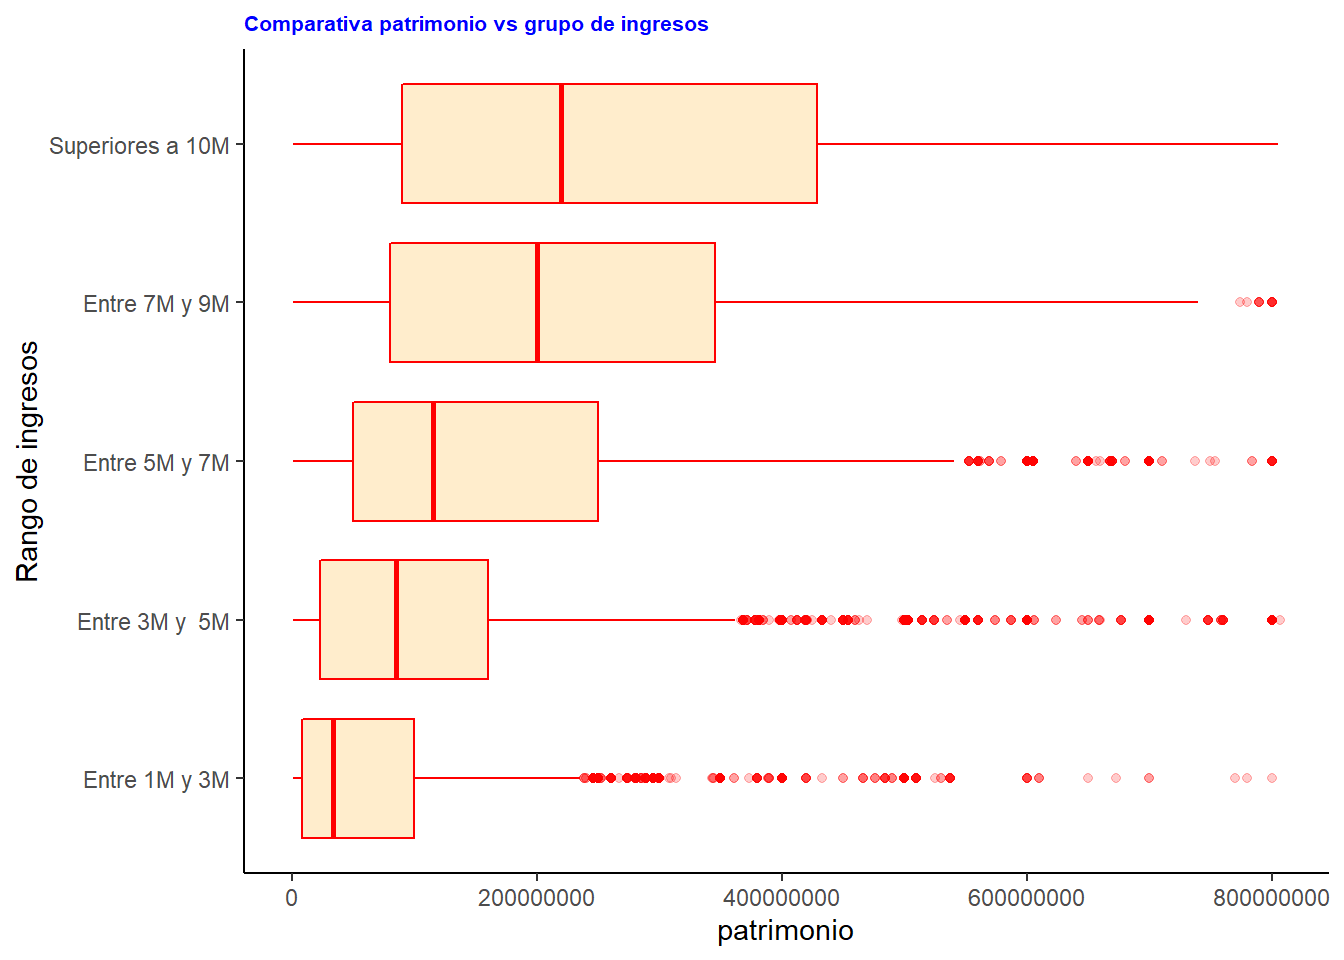 Comparativa patrimonio vs grupo de ingresos
Rango de ingresos
Superiores a 10M
Entre 7M y 9M
Entre 5M y 7M
Entre 3M y  5M
Entre 1M y 3M
0 200000000 400000000 600000000 800000000
patrimonio